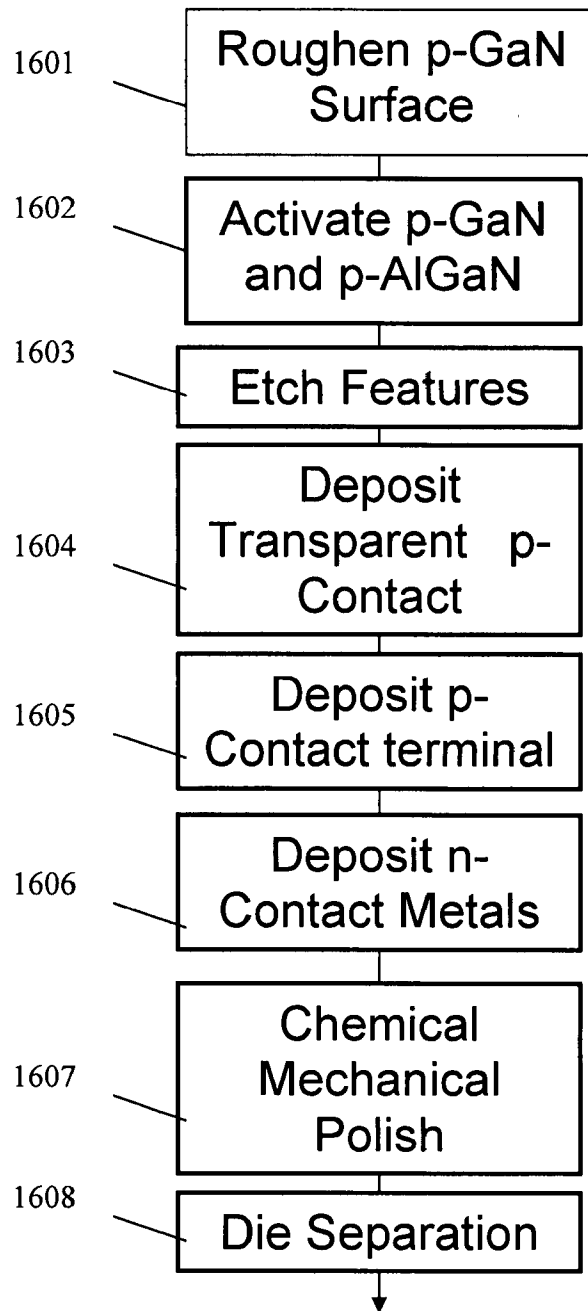 1601
Roughen p-GaN
Surface
1602
Activate p-GaN
and p-AlGaN
1603
Etch Features
1604
Deposit
Transparent p-
Contact
1605
Deposit p-
Contact terminal
1606
Deposit n-
Contact Metals
1607
Chemical
Mechanical
Polish
1608
Die Separation